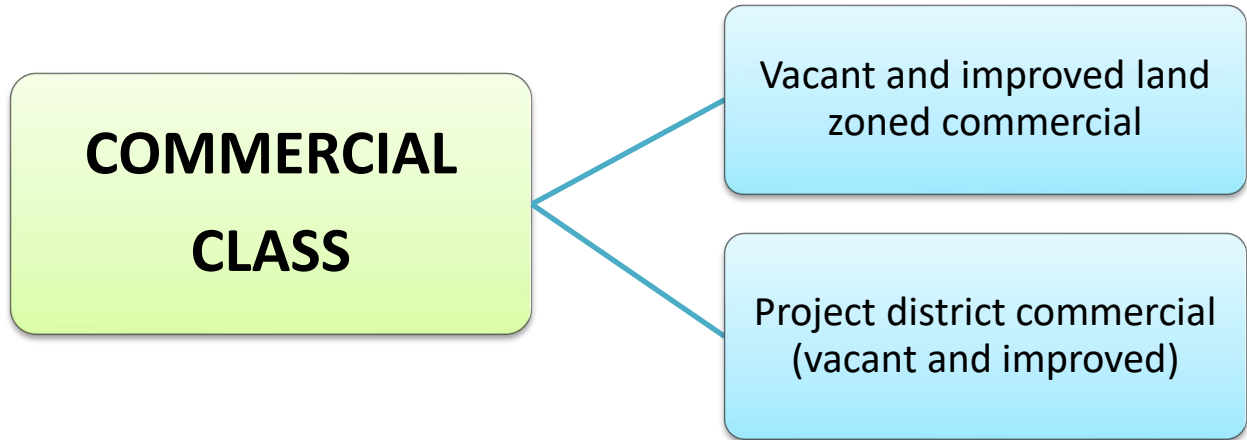 COMMERCIAL
CLASS
Vacant and improved land
zoned commercial
Project district commercial
(vacant and improved)